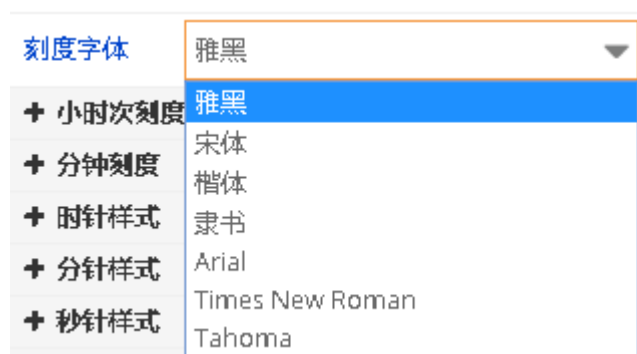 刻度字体 雅黑
雅黑
小时次刻度
宋体
分钟刻度
楷体
时针样式
隶书
分针样式
Arial
Times New Roman
秒针样式
Tahoma